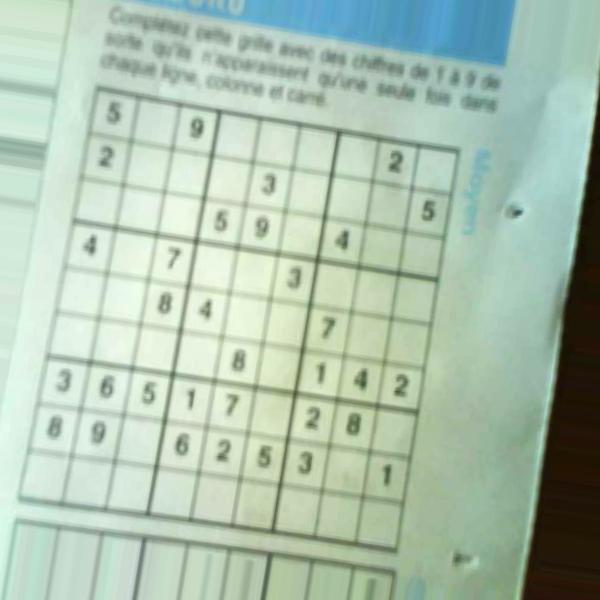 Complétez cette grille avec des chiffres de 1 à 9 de
sorte qu'ils n'apparaissent qu'une seule fois dans
chaque ligne, colonne et carré.
Moyen
5 9 2
2 3 5
5 9 4
4 7 3
8 4 7
8 1 4 2
3 6 5 1 7 2 8
8 9 6 2 5 3 1